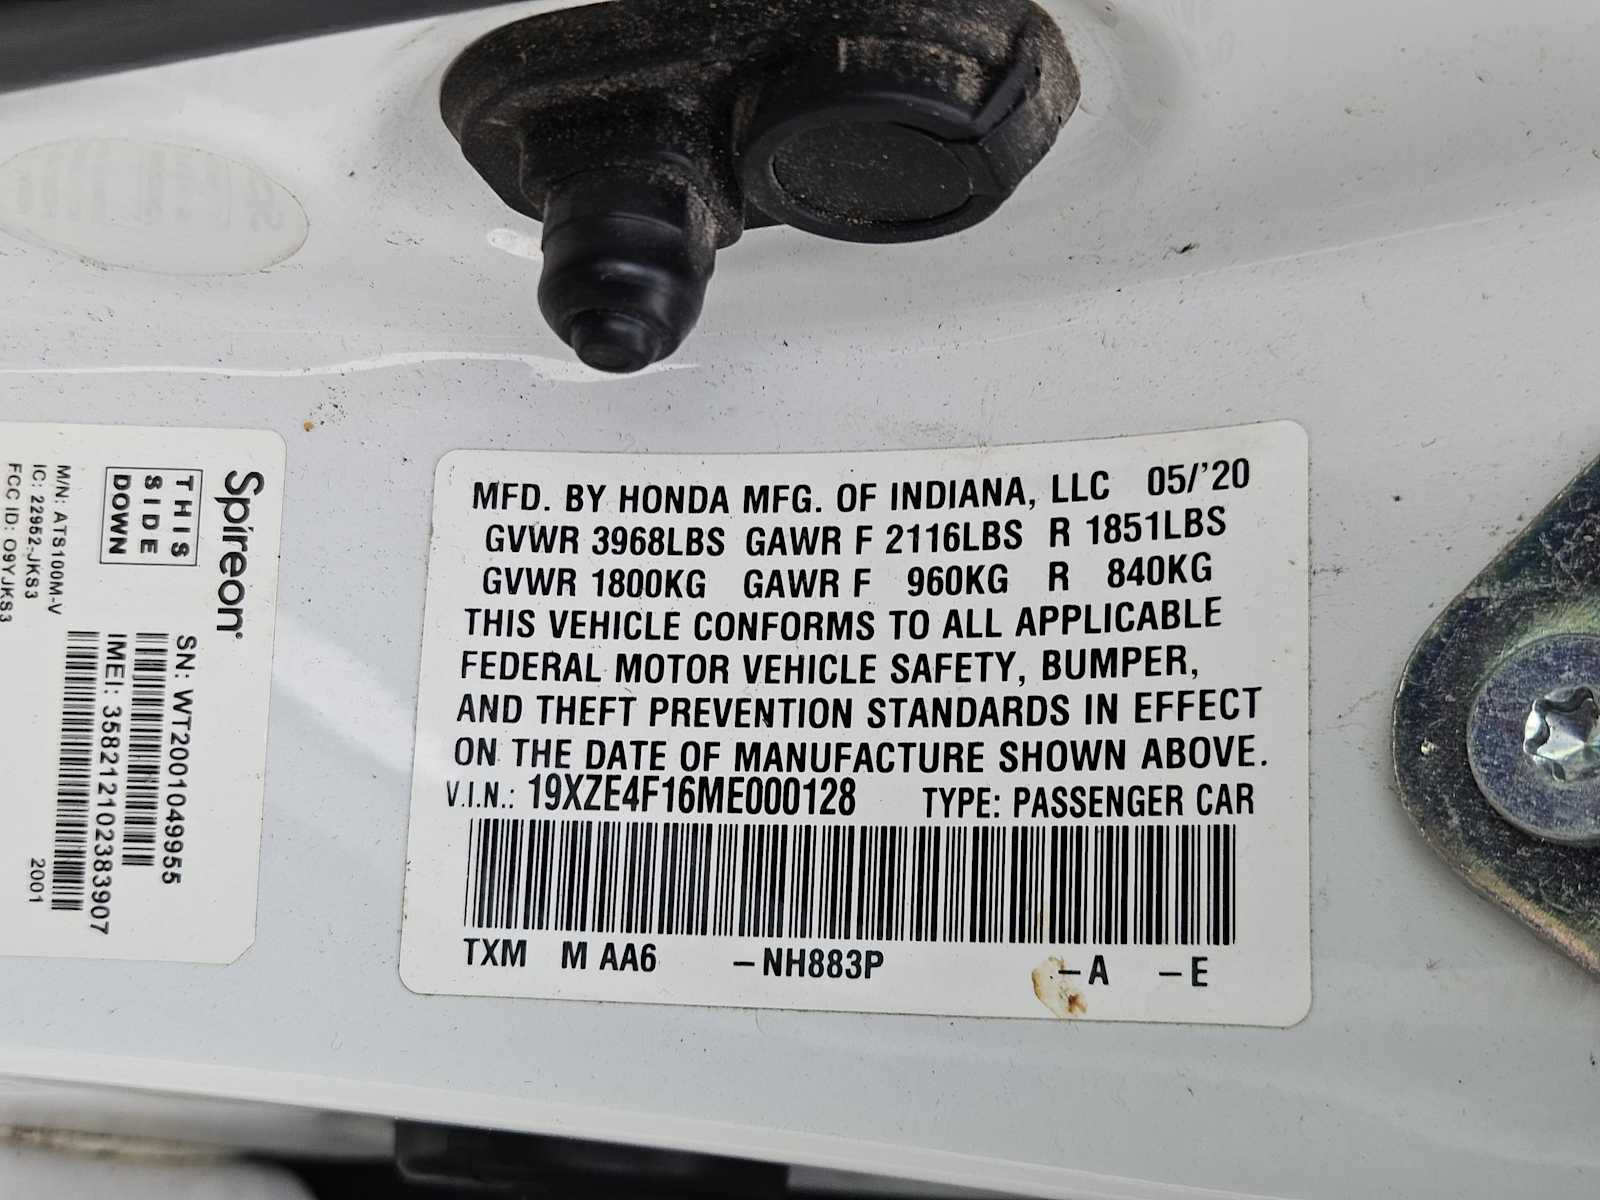 Spireon
THIS
SIDE
DOWN
SN: WT20010499955
M/N: ATS1100M-V
IC: 22952-JKS3
FCC ID: O9YJKS3
IMEI: 358212102383907
2001
MFD. BY HONDA MFG. OF INDIANA, LLC 05/'20
GVWR 3968LBS GAWR F 2116LBS R 1851LBS
GVWR 1800KG GAWR F 960KG R 840KG
THIS VEHICLE CONFORMS TO ALL APPLICABLE
FEDERAL MOTOR VEHICLE SAFETY, BUMPER,
AND THEFT PREVENTION STANDARDS IN EFFECT
ON THE DATE OF MANUFACTURE SHOWN ABOVE.
V.I.N.: 19XZE4F16ME000128 TYPE: PASSENGER CAR
TXM M AA6 –NH883P –A –E